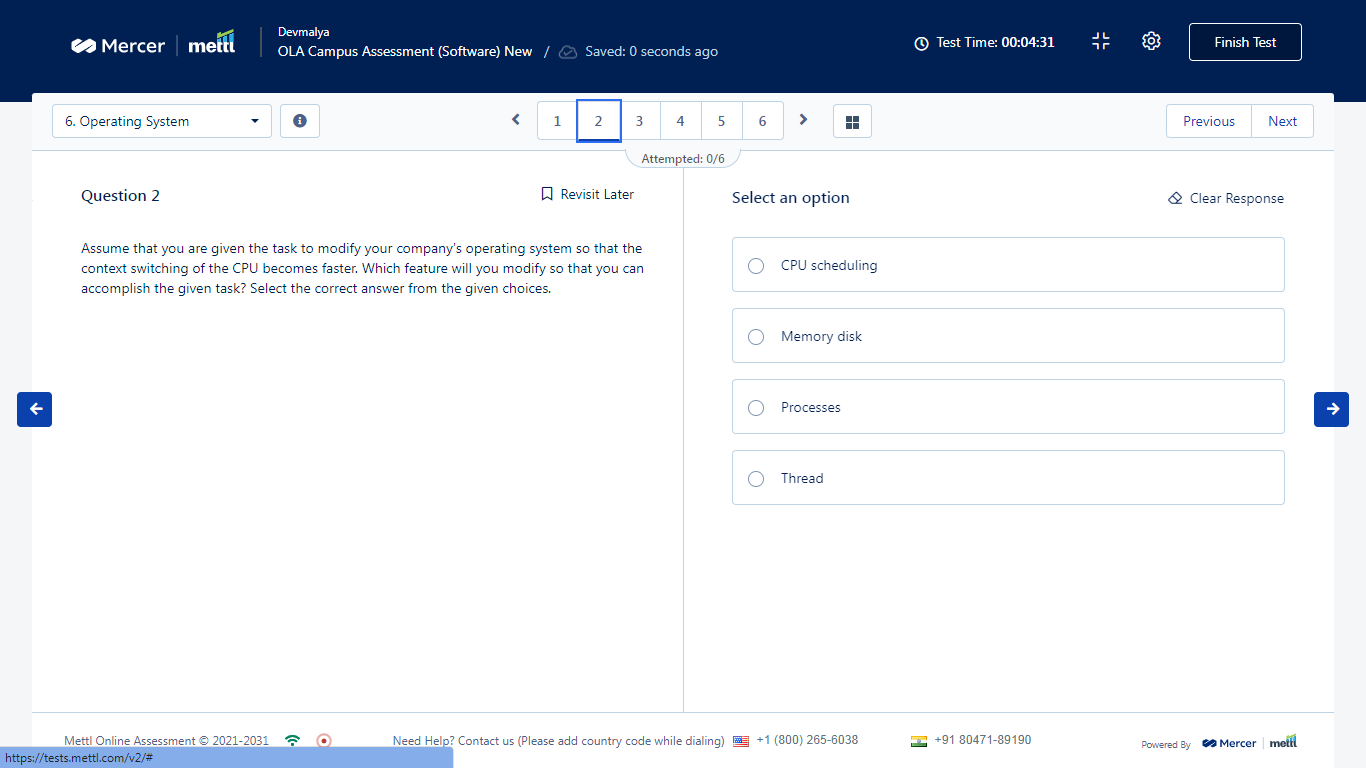 Mercer mettl
Devmalya
OLA Campus Assessment (Software) New / Saved: 0 seconds ago
Test Time: 00:04:31
Finish Test
6. Operating System
1 2 3 4 5 6
Previous Next
Attempted: 0/6
Question 2
Revisit Later
Assume that you are given the task to modify your company's operating system so that the
context switching of the CPU becomes faster. Which feature will you modify so that you can
accomplish the given task? Select the correct answer from the given choices.
Select an option
Clear Response
CPU scheduling
Memory disk
Processes
Thread
Mettl Online Assessment © 2021-2031
Need Help? Contact us (Please add country code while dialing) +1 (800) 265-6038 +91 80471-89190
Powered By Mercer mettl
https://tests.mettl.com/v2/#